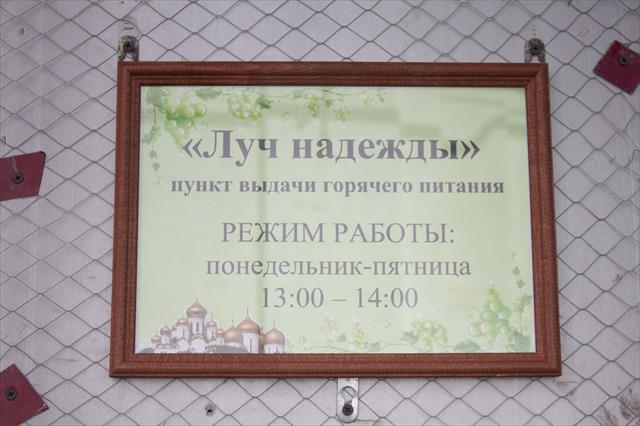 «Луч надежды»
пункт выдачи горячего питания
РЕЖИМ РАБОТЫ:
понедельник-пятница
13:00 – 14:00